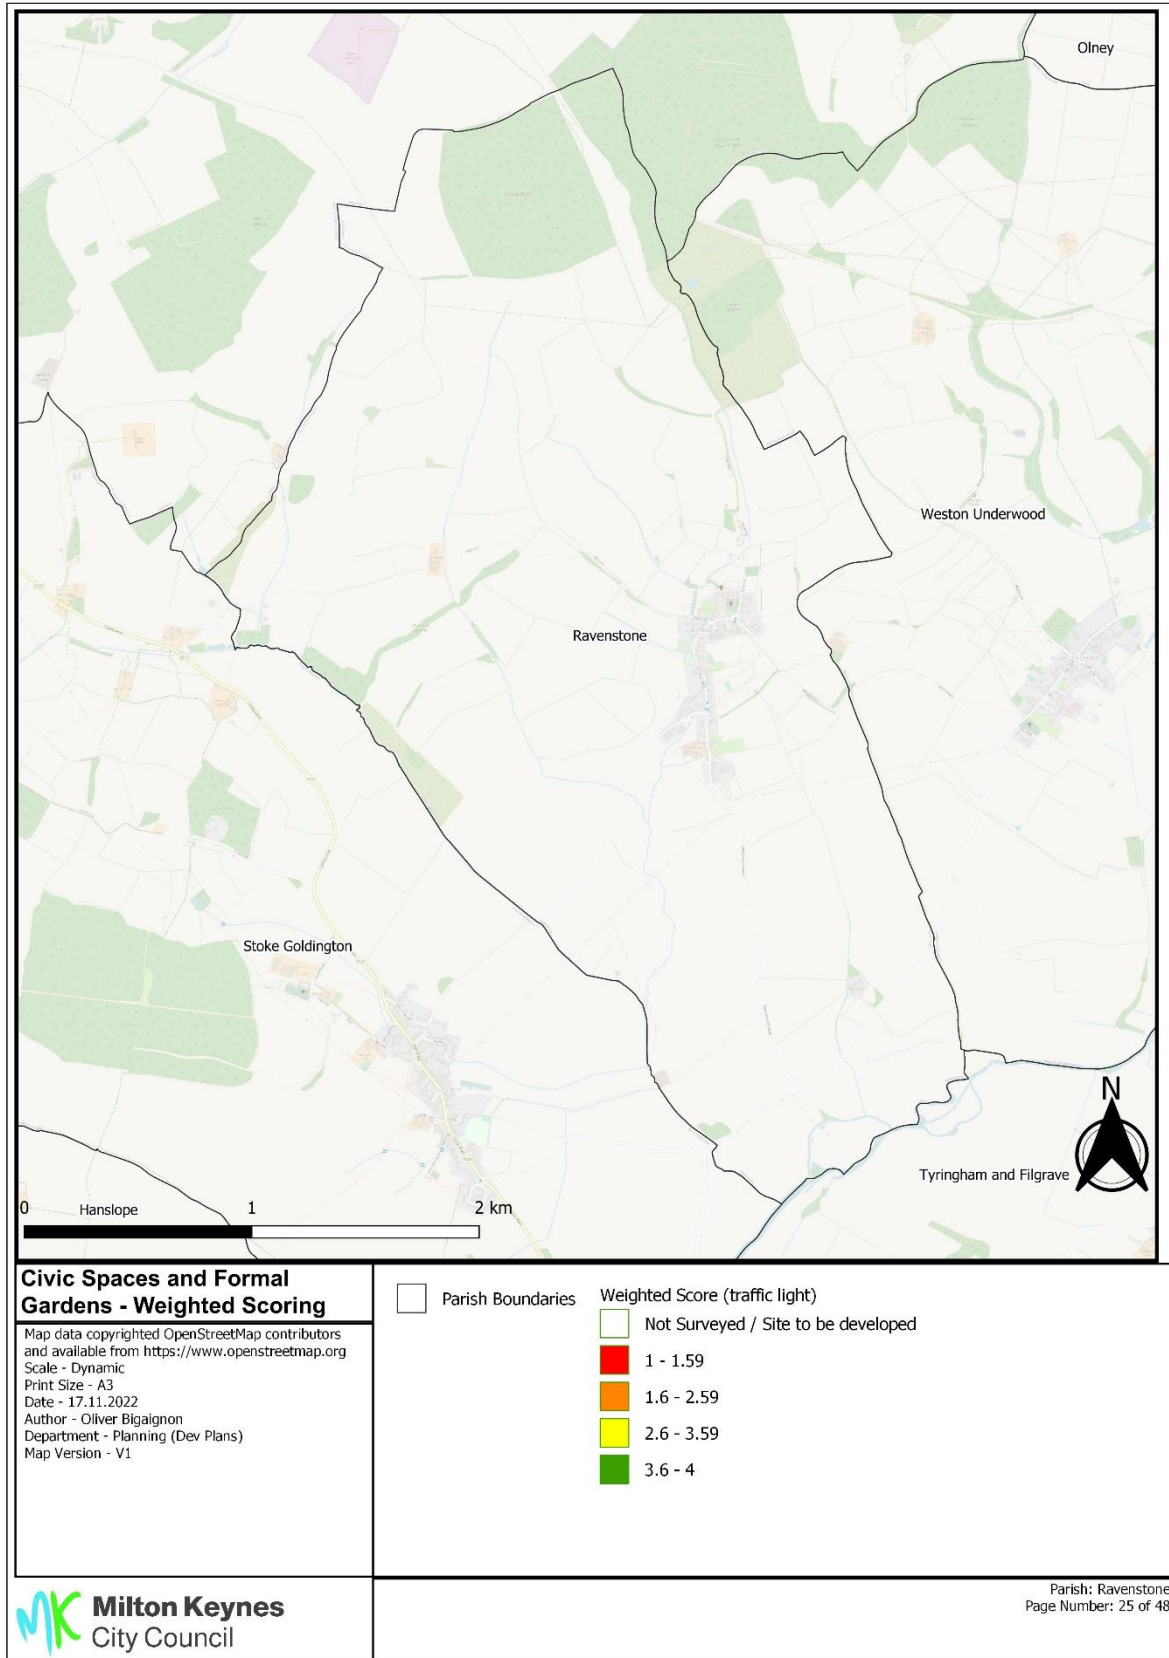 Olney
Weston Underwood
Ravenstone
Stoke Goldington
N
Tyringham and Filgrave
0 1 2 km
Hanslope
Civic Spaces and Formal
Gardens - Weighted Scoring
Map data copyrighted OpenStreetMap contributors
and available from https://www.openstreetmap.org
Scale - Dynamic
Print Size - A3
Date - 17.11.2022
Author - Oliver Bigaignon
Department - Planning (Dev Plans)
Map Version - V1
Parish Boundaries
Weighted Score (traffic light)
Not Surveyed / Site to be developed
1 - 1.59
1.6 - 2.59
2.6 - 3.59
3.6 - 4
MK Milton Keynes
City Council
Parish: Ravenstone
Page Number: 25 of 48